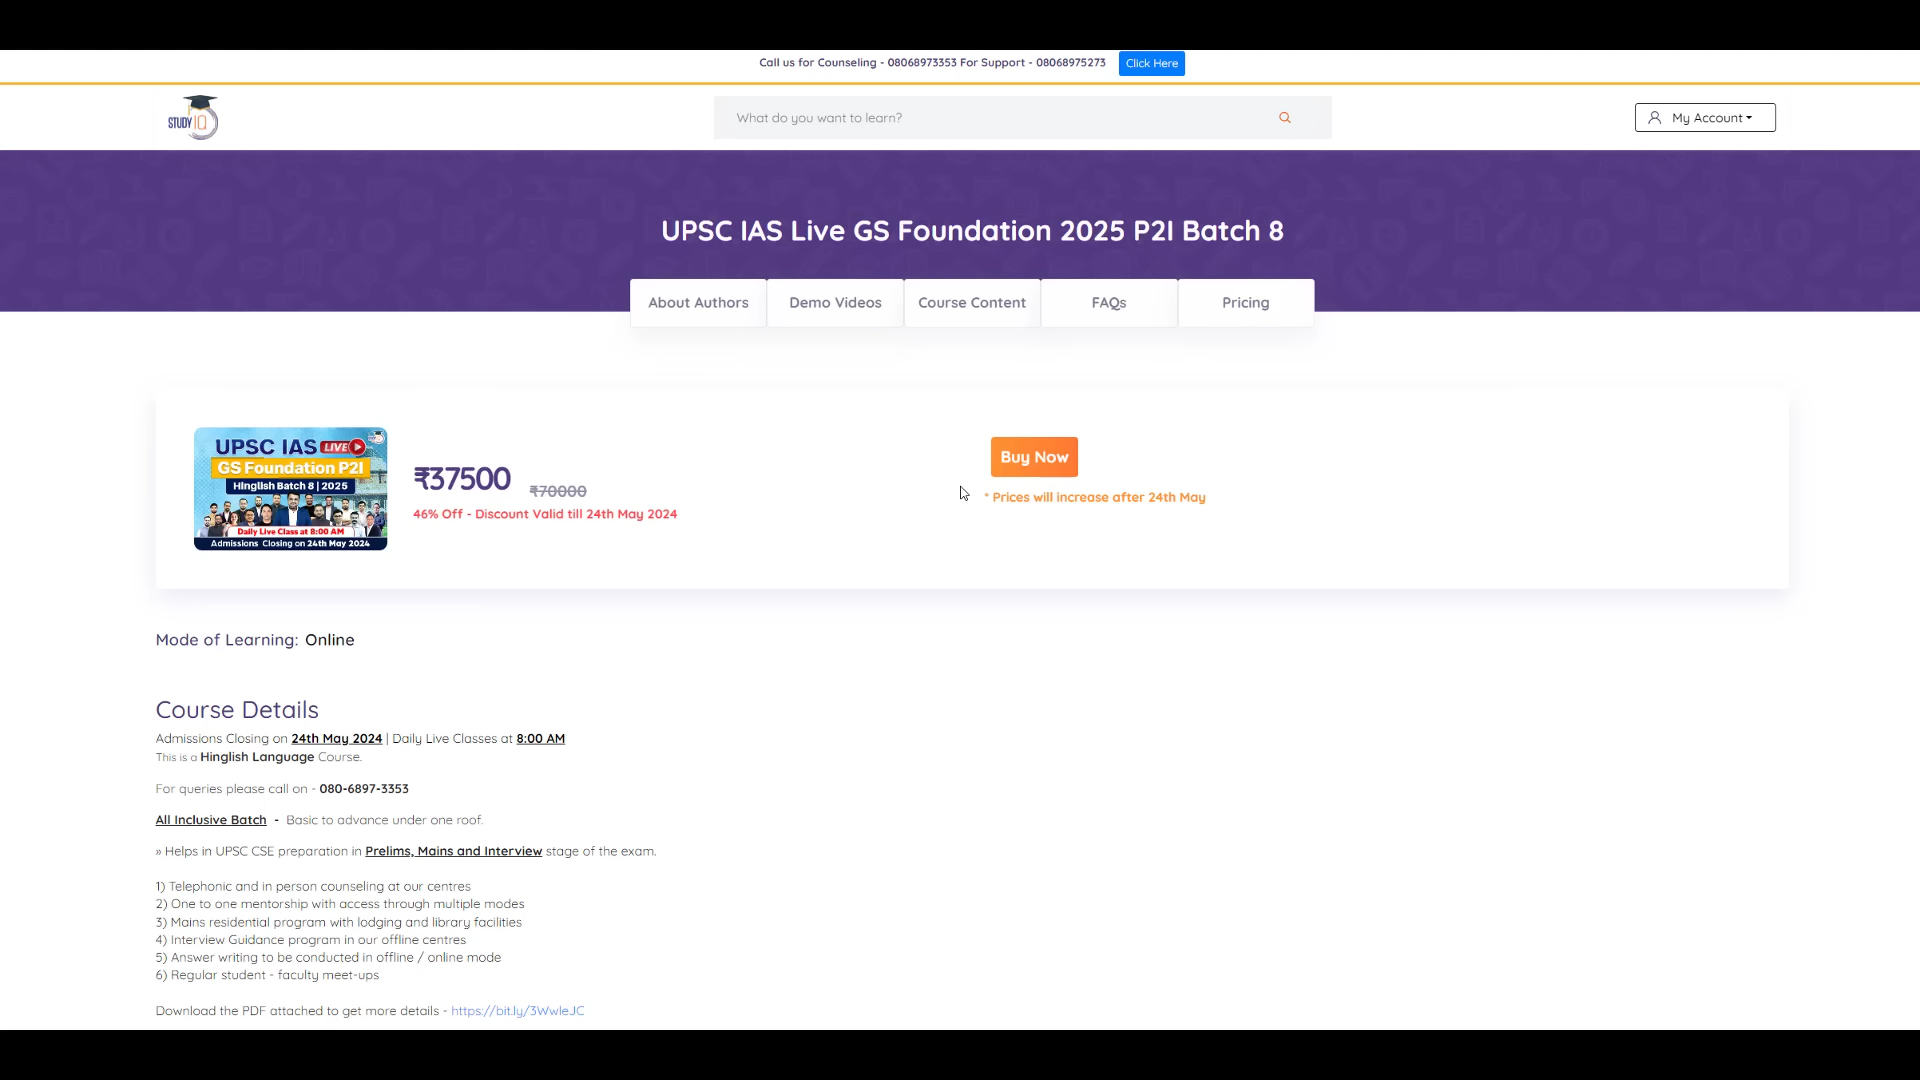 Call us for Counseling - 08068973353 For Support - 08068975273 Click Here
STUDY IQ
What do you want to learn?
My Account
UPSC IAS Live GS Foundation 2025 P2I Batch 8
About Authors
Demo Videos
Course Content
FAQs
Pricing
UPSC IAS LIVE
GS Foundation P2I
Hinglish Batch 8 | 2025
Daily Live Class at 8:00 AM
Admissions Closing on 24th May 2024
₹37500 ₹70000
46% Off - Discount Valid till 24th May 2024
Buy Now
* Prices will increase after 24th May
Mode of Learning: Online
Course Details
Admissions Closing on 24th May 2024 | Daily Live Classes at 8:00 AM
This is a Hinglish Language Course.
For queries please call on - 080-6897-3353
All Inclusive Batch - Basic to advance under one roof.
» Helps in UPSC CSE preparation in Prelims, Mains and Interview stage of the exam.
1) Telephonic and in person counseling at our centres
2) One to one mentorship with access through multiple modes
3) Mains residential program with lodging and library facilities
4) Interview Guidance program in our offline centres
5) Answer writing to be conducted in offline / online mode
6) Regular student - faculty meet-ups
Download the PDF attached to get more details - https://bit.ly/3WwleJC